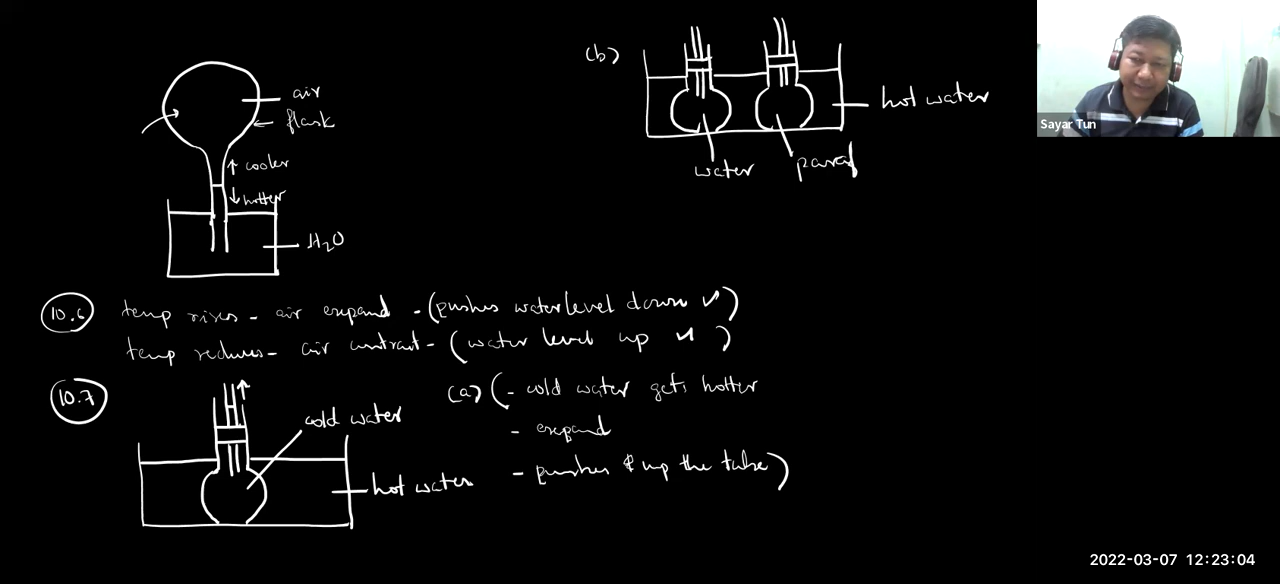 air
flask
↑ cooler
↓ hotter
H₂O
(b)
hot water
water
paraf
Sayar Tun
10.6 temp rises - air expand - (pushes water level down ✓)
temp reduces - air contract - (water level up ✓)
10.7
cold water
hot water
(a) (- cold water gets hotter
- expand
- pushes up the tube)
2022-03-07 12:23:04